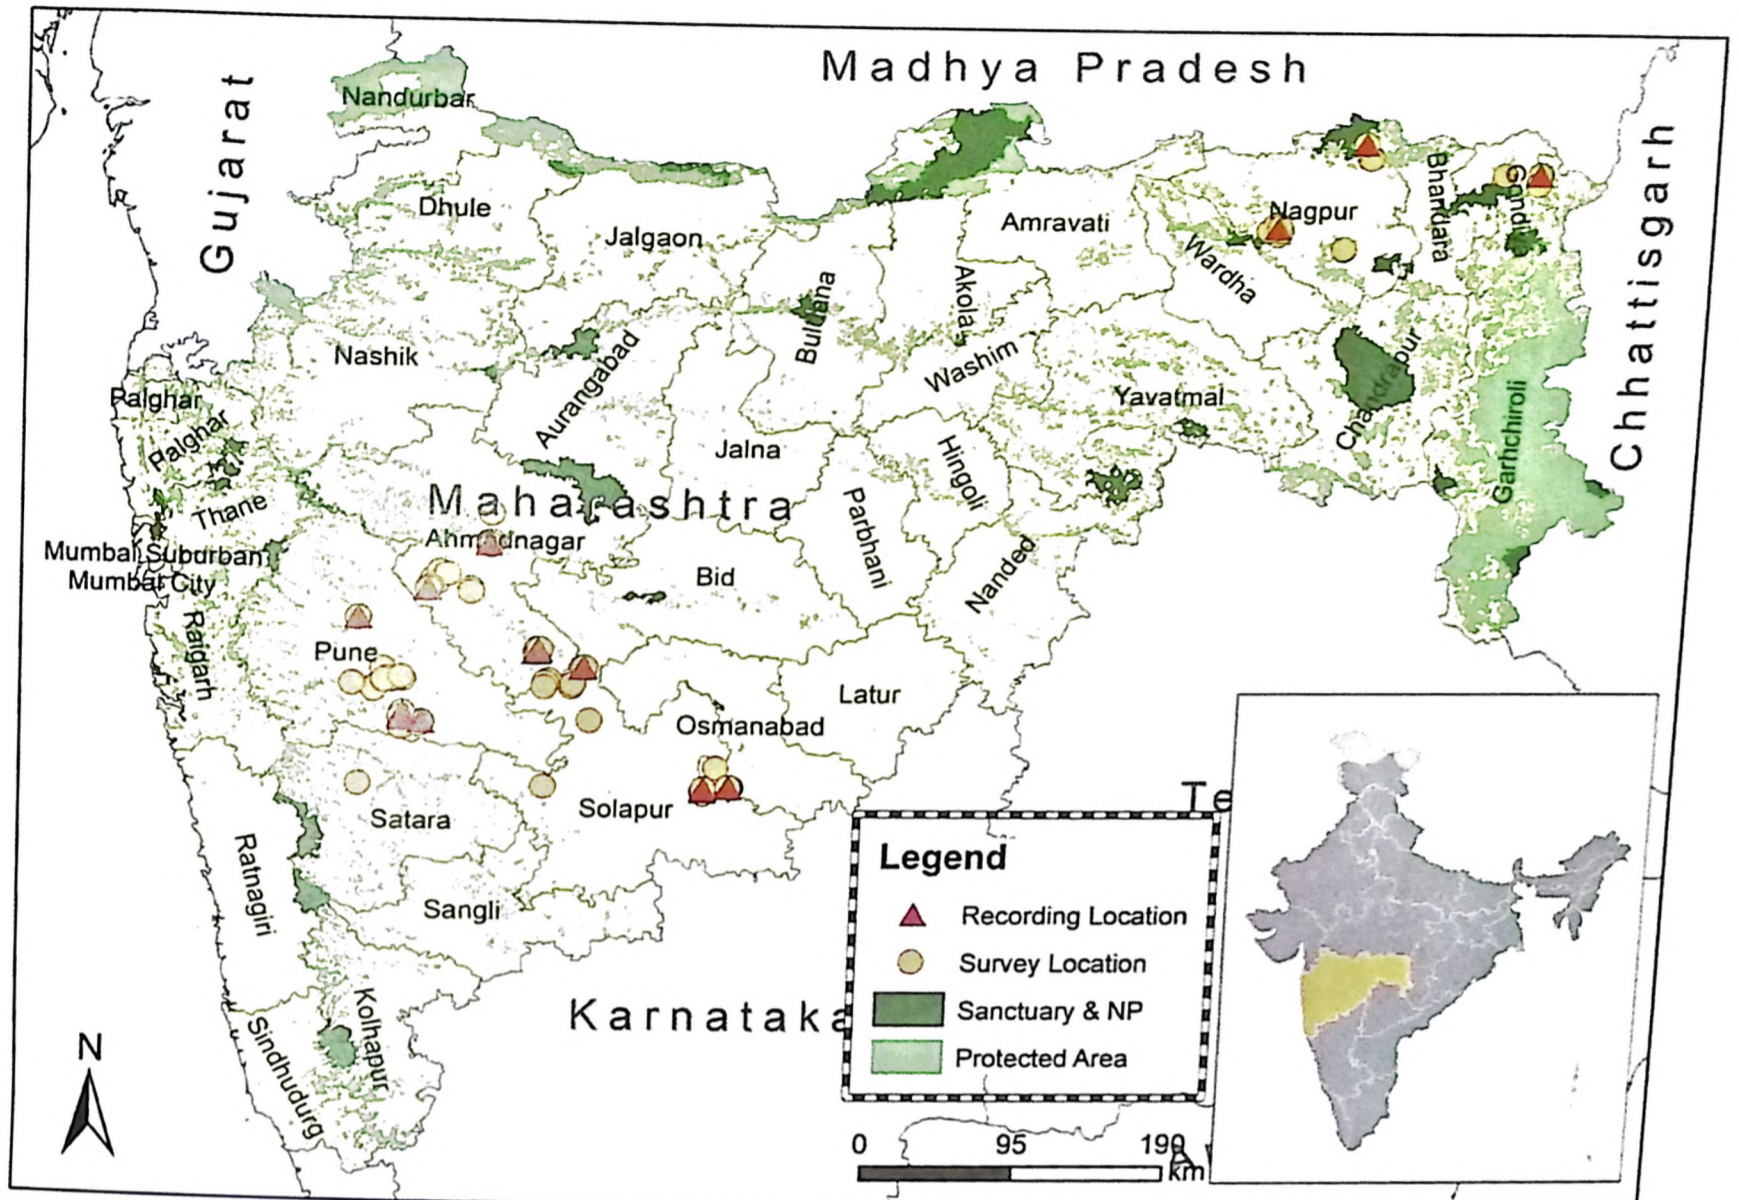 Madhya Pradesh
Gujarat
Chhattisgarh
Nandurbar
Dhule
Jalgaon
Amravati
Nagpur
Bhandara
Wardha
Akola
Buldana
Nashik
Aurangabad
Washim
Yavatmal
Chandrapur
Garhchiroli
Palghar
Palghar
Jalna
Hingoli
Thane
Maharashtra
Parbhani
Ahmadnagar
Mumbai Suburban
Mumbai City
Bid
Nanded
Raigarh
Pune
Latur
Osmanabad
Solapur
Satara
Ratnagiri
Sangli
Karnataka
Kolhapur
Sindhudurg
Te
N
Legend
Recording Location
Survey Location
Sanctuary & NP
Protected Area
0 95 190
km